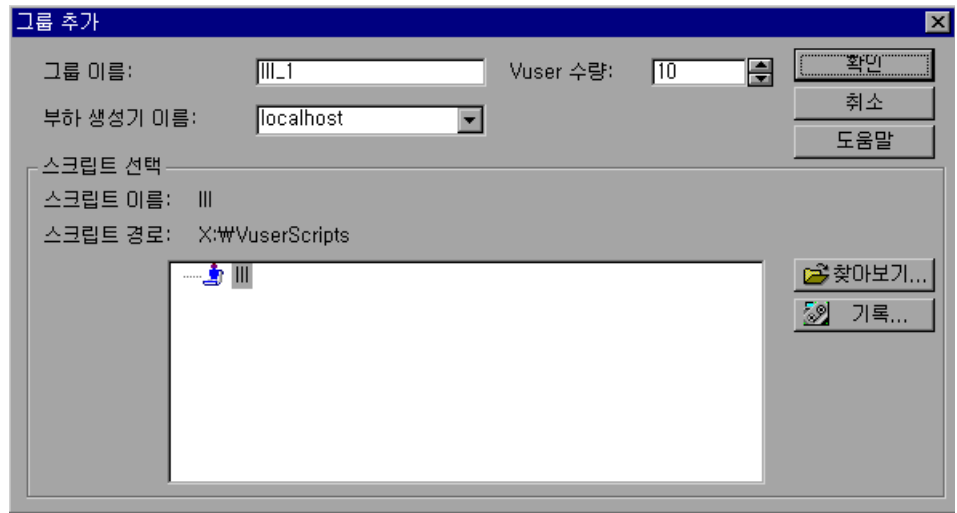 그룹 추가
그룹 이름: lll_1 Vuser 수량: 10 확인
부하 생성기 이름: localhost 취소
도움말
스크립트 선택
스크립트 이름: lll
스크립트 경로: X:₩VuserScripts
lll 찾아보기...
기록...